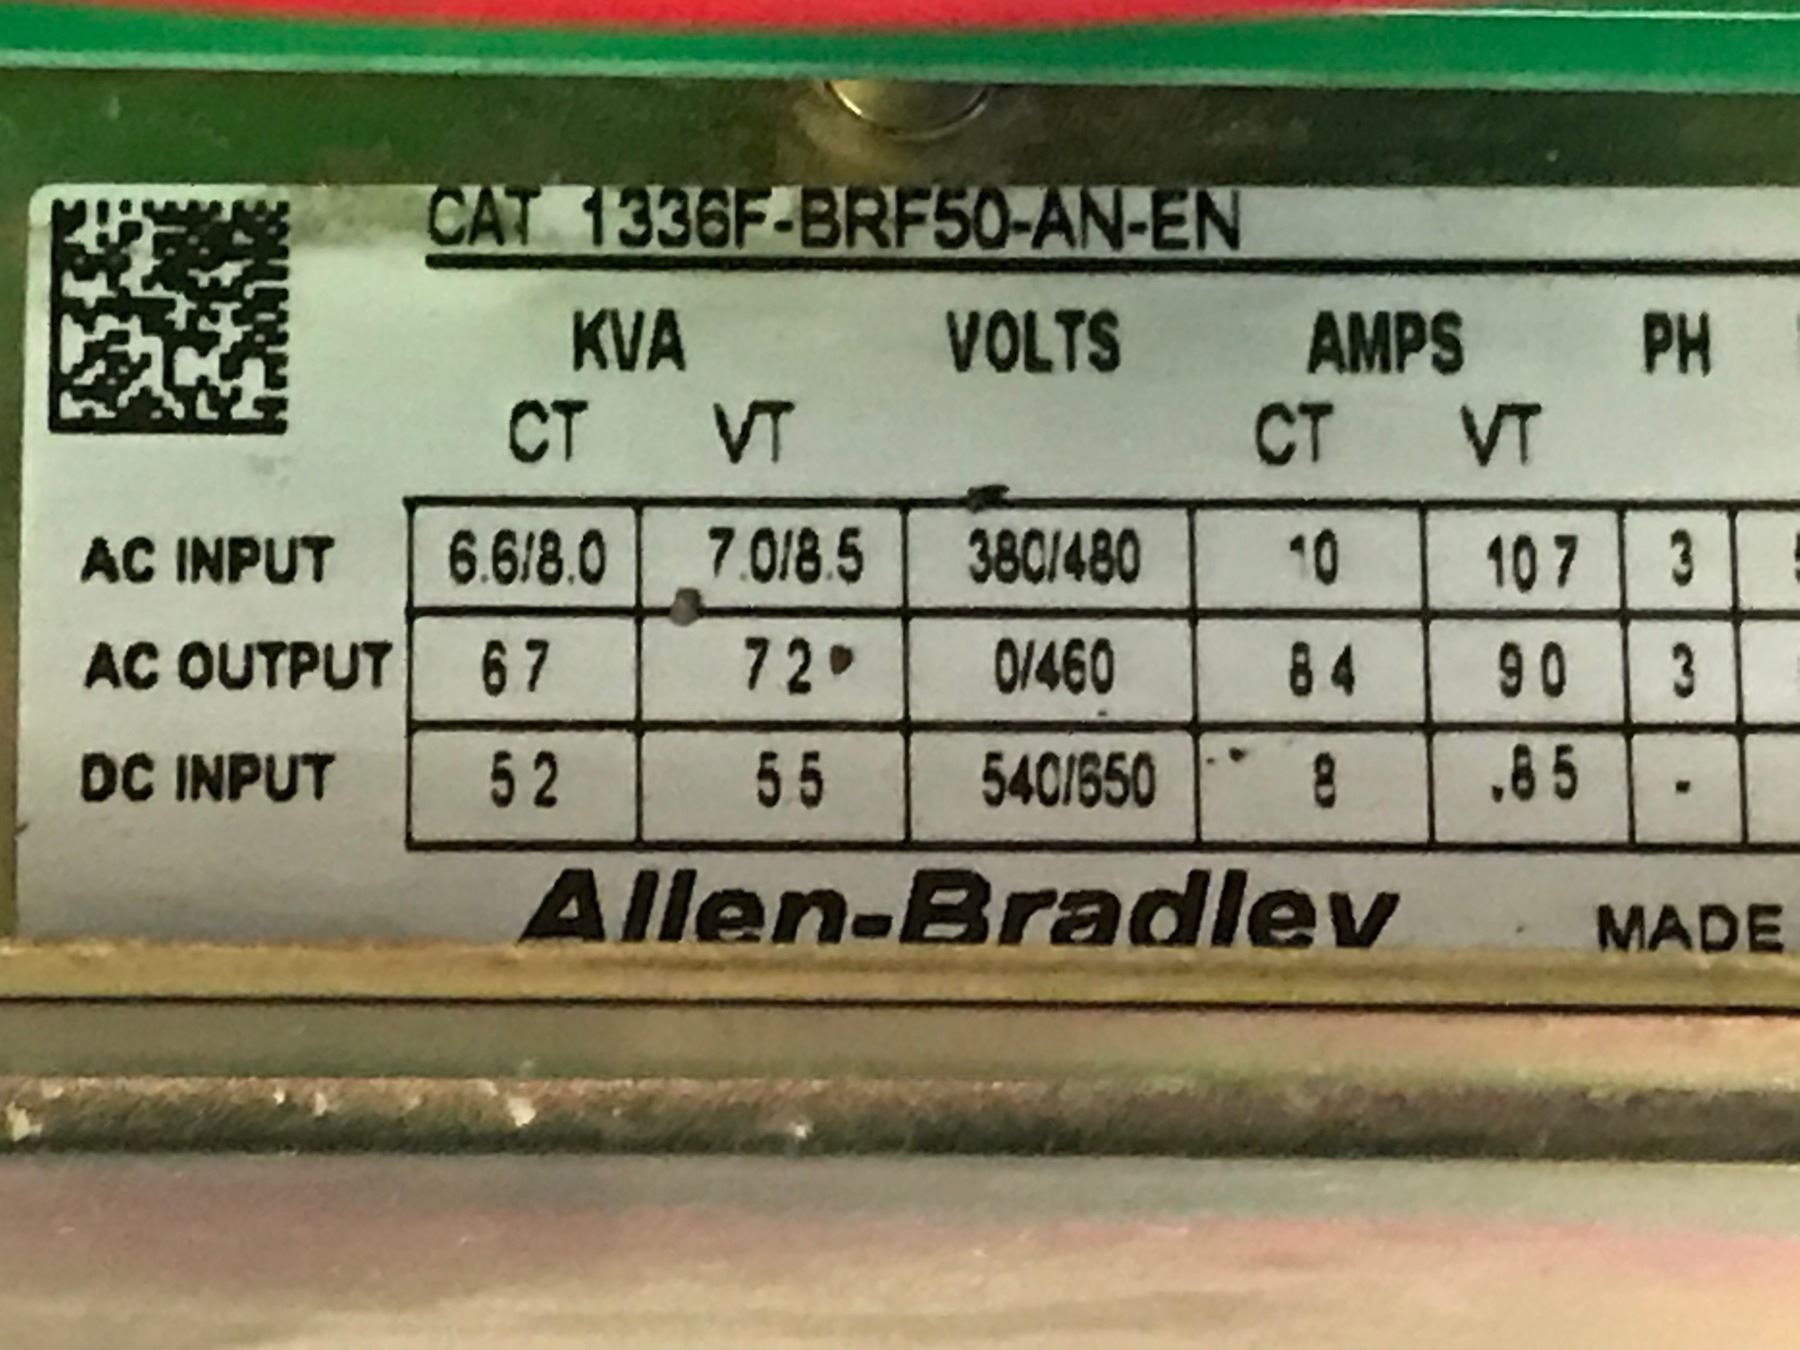 CAT 1336F-BRF50-AN-EN
KVA VOLTS AMPS PH
CT VT CT VT
AC INPUT 6.6/8.0 7.0/8.5 380/480 10 10 7 3
AC OUTPUT 6 7 7 2 0/460 8 4 9 0 3
DC INPUT 5 2 5 5 540/650 8 .8 5 -
Allen-Bradley MADE